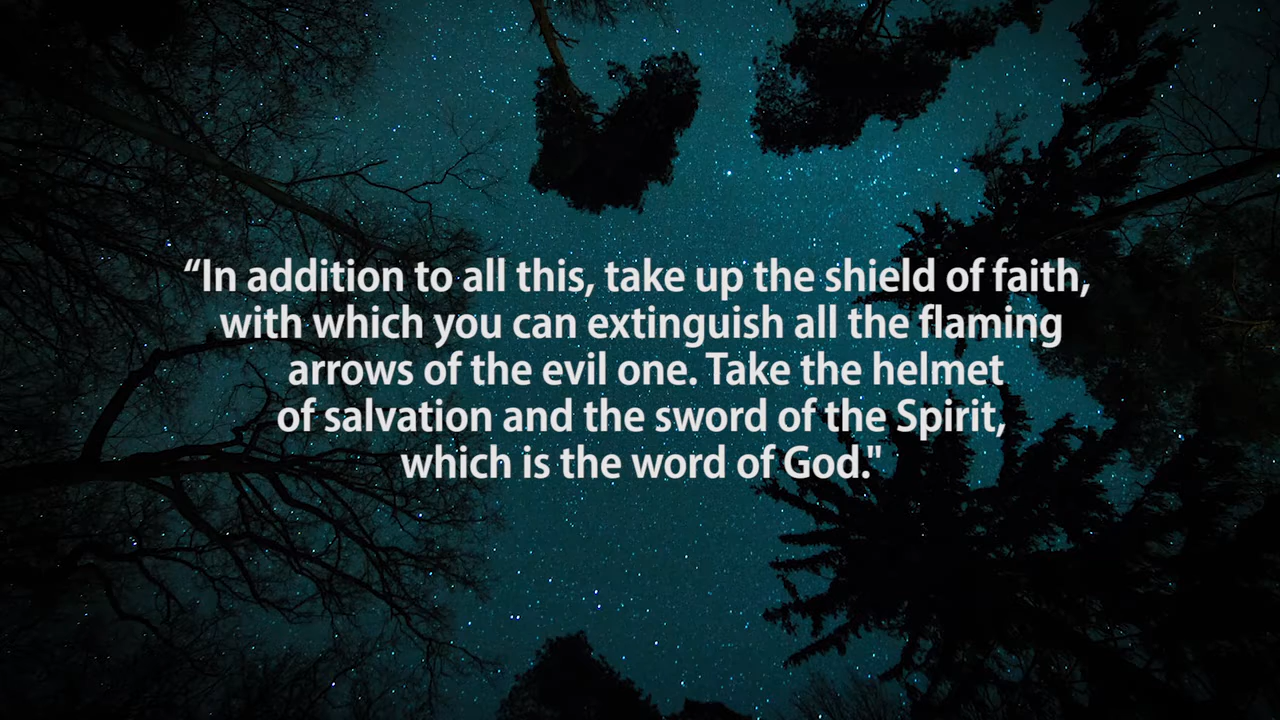 “In addition to all this, take up the shield of faith,
with which you can extinguish all the flaming
arrows of the evil one. Take the helmet
of salvation and the sword of the Spirit,
which is the word of God."